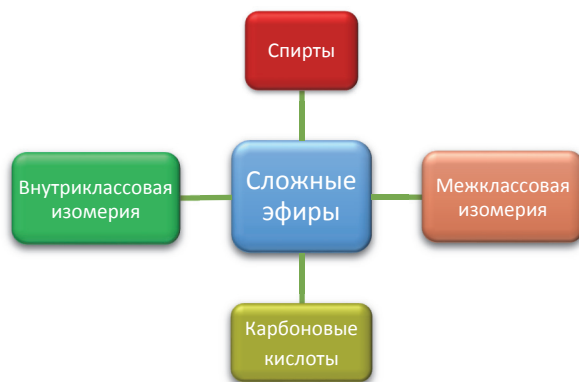 Спирты
Внутриклассовая
изомерия
Сложные
эфиры
Межклассовая
изомерия
Карбоновые
кислоты